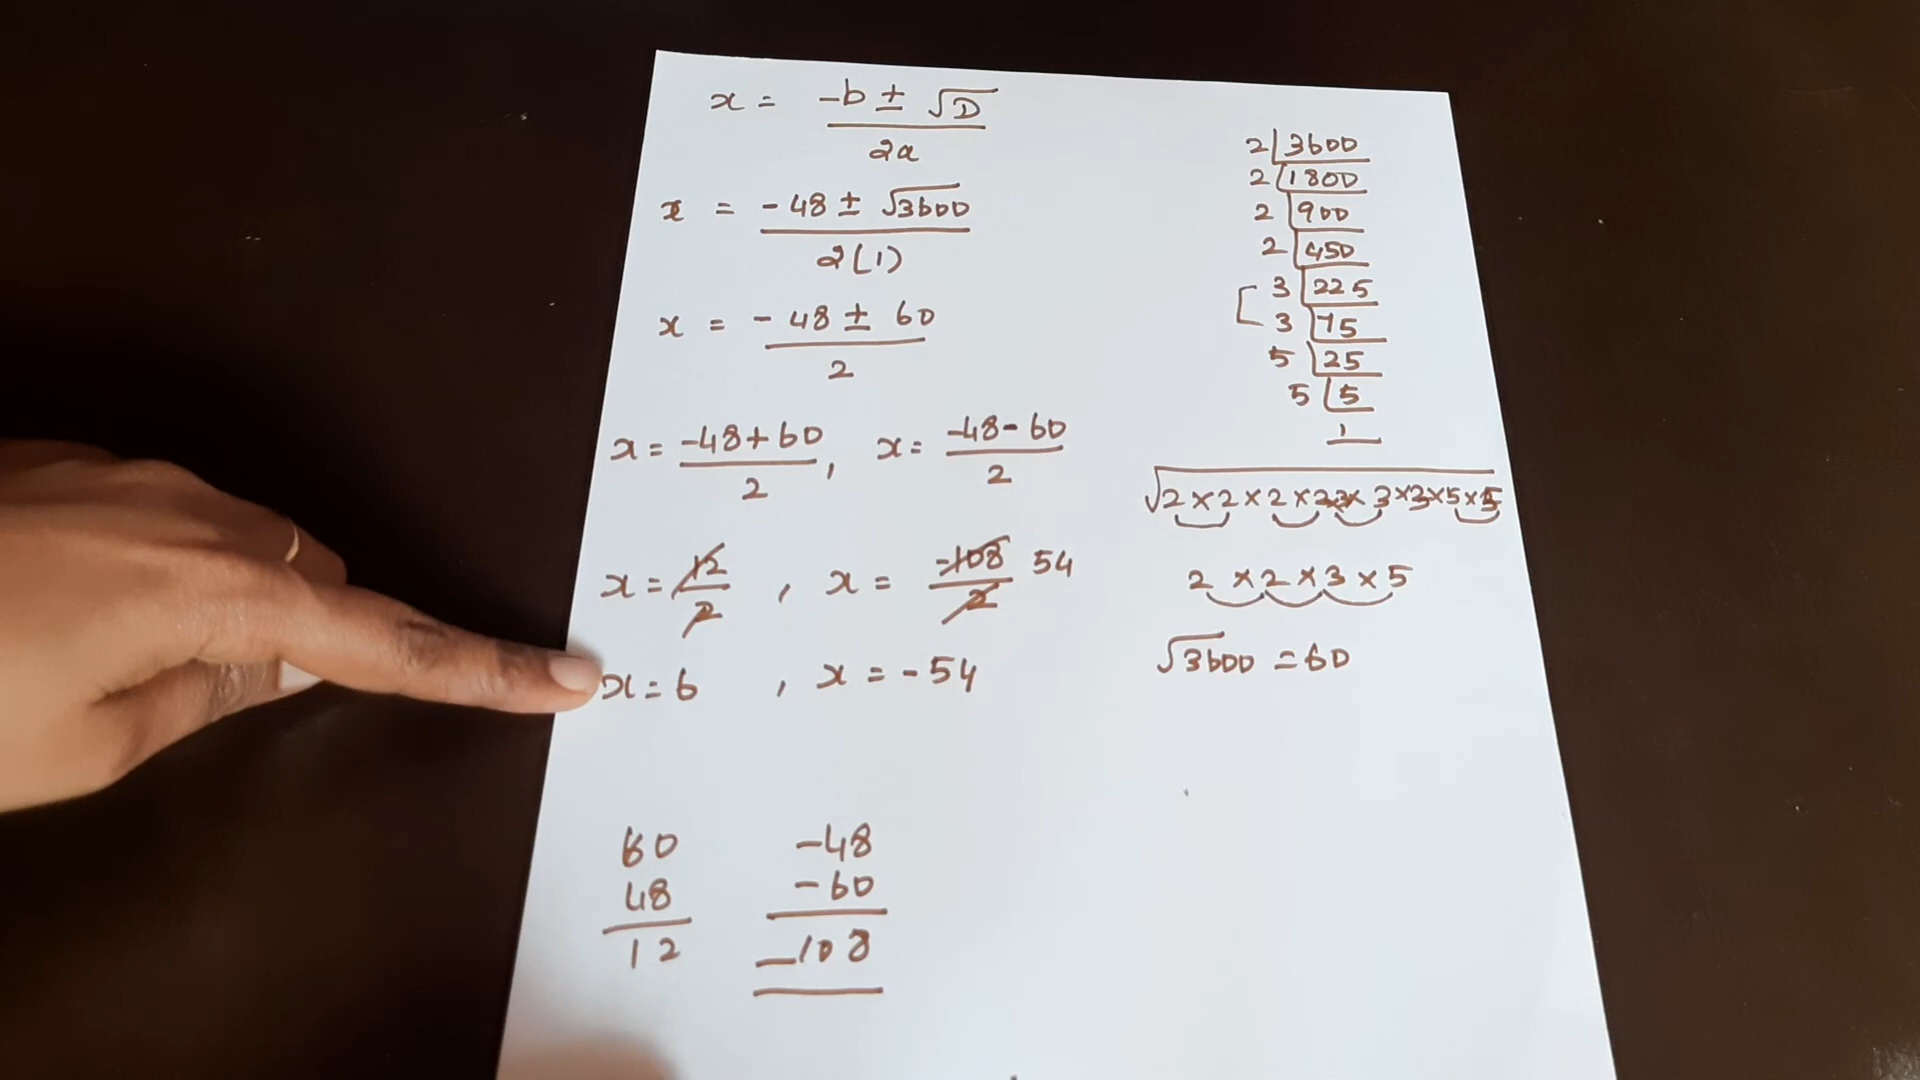 x = -b ± √D
2a
x = -48 ± √3600
2(1)
x = -48 ± 60
2
x = -48+60 , x = -48-60
2 2
x = 12 , x = -108 54
2 2
x = 6 , x = -54
60 -48
48 -60
12 -108
2 3600
2 1800
2 900
2 450
3 225
3 75
5 25
5 5
1
√2×2×2×2×3×3×5×5
2×2×3×5
√3600 = 60